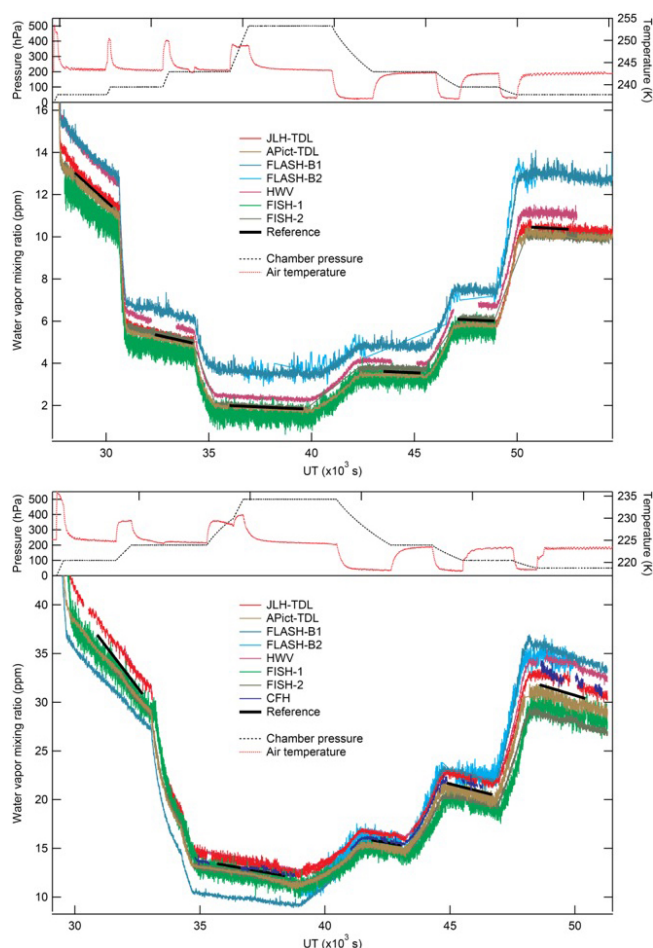 Pressure (hPa)
500
400
300
200
100
0
255
250
245
240
Temperature (K)
Water vapor mixing ratio (ppm)
16
14
12
10
8
6
4
2
JLH-TDL
APict-TDL
FLASH-B1
FLASH-B2
HWV
FISH-1
FISH-2
Reference
Chamber pressure
Air temperature
30
35
40
45
50
UT (x10³ s)
Pressure (hPa)
500
400
300
200
100
0
235
230
225
220
Temperature (K)
Water vapor mixing ratio (ppm)
40
35
30
25
20
15
10
JLH-TDL
APict-TDL
FLASH-B1
FLASH-B2
HWV
FISH-1
FISH-2
CFH
Reference
Chamber pressure
Air temperature
30
35
40
45
50
UT (x10³ s)